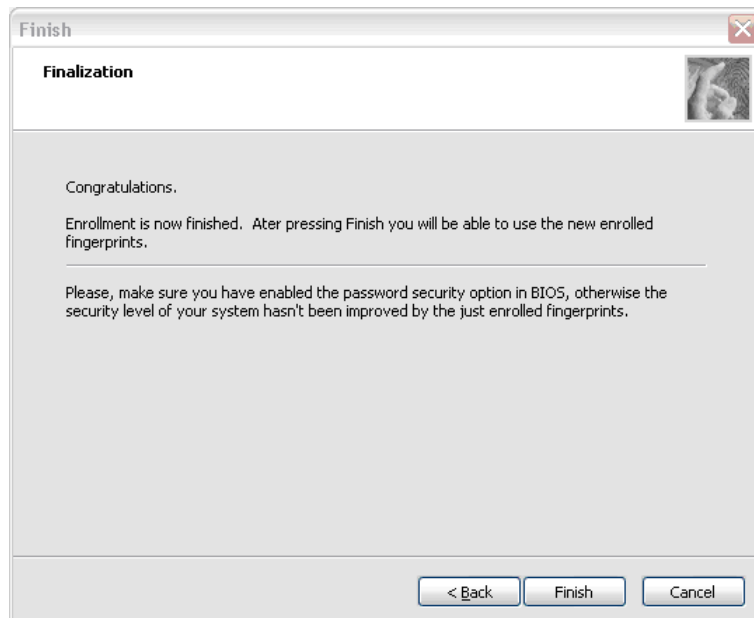 Finish
Finalization
Congratulations.
Enrollment is now finished.  Ater pressing Finish you will be able to use the new enrolled
fingerprints.
Please, make sure you have enabled the password security option in BIOS, otherwise the
security level of your system hasn't been improved by the just enrolled fingerprints.
< Back
Finish
Cancel